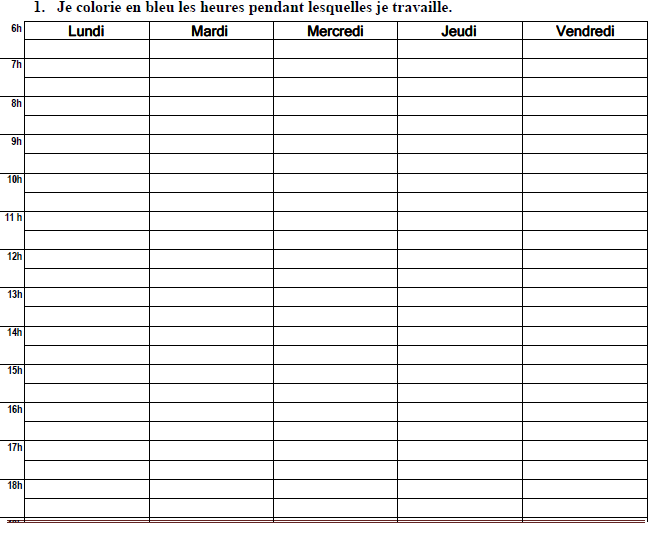 1. Je colorie en bleu les heures pendant lesquelles je travaille.
6h Lundi Mardi Mercredi Jeudi Vendredi
7h
8h
9h
10h
11 h
12h
13h
14h
15h
16h
17h
18h